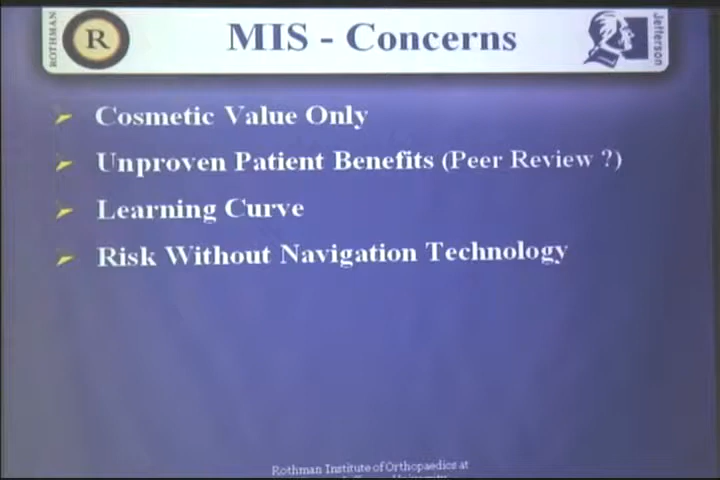 ROTHMAN
R
MIS - Concerns
Jefferson
Cosmetic Value Only
Unproven Patient Benefits (Peer Review ?)
Learning Curve
Risk Without Navigation Technology
Rothman Institute of Orthopaedics at